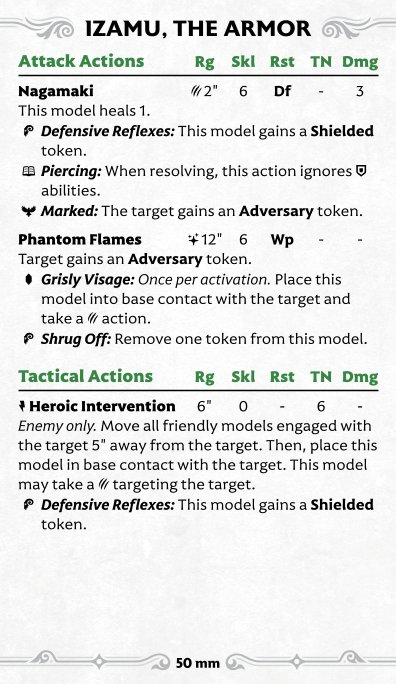 IZAMU, THE ARMOR
Attack Actions Rg Skl Rst TN Dmg
Nagamaki 2" 6 Df - 3
This model heals 1.
Defensive Reflexes: This model gains a Shielded
token.
Piercing: When resolving, this action ignores
abilities.
Marked: The target gains an Adversary token.
Phantom Flames 12" 6 Wp - -
Target gains an Adversary token.
Grisly Visage: Once per activation. Place this
model into base contact with the target and
take a action.
Shrug Off: Remove one token from this model.
Tactical Actions Rg Skl Rst TN Dmg
Heroic Intervention 6" 0 - 6 -
Enemy only. Move all friendly models engaged with
the target 5" away from the target. Then, place this
model in base contact with the target. This model
may take a targeting the target.
Defensive Reflexes: This model gains a Shielded
token.
50 mm